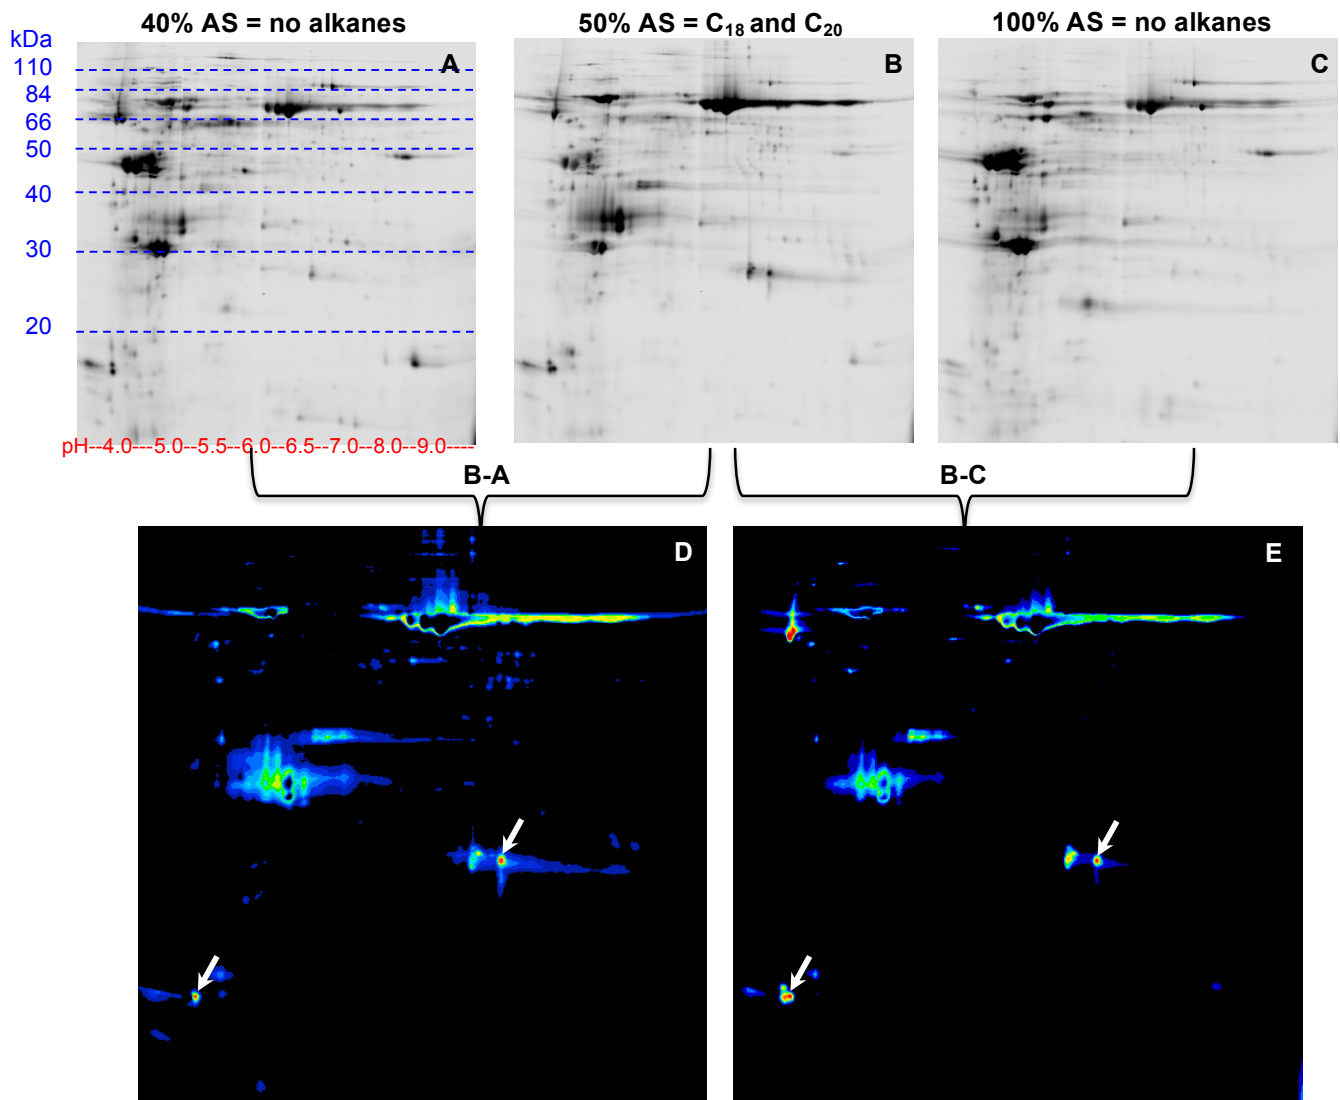 40% AS = no alkanes
50% AS = C₁₈ and C₂₀
100% AS = no alkanes
kDa
110
84
66
50
40
30
20
A
B
C
pH--4.0---5.0--5.5--6.0--6.5--7.0--8.0--9.0----
B-A
B-C
D
E